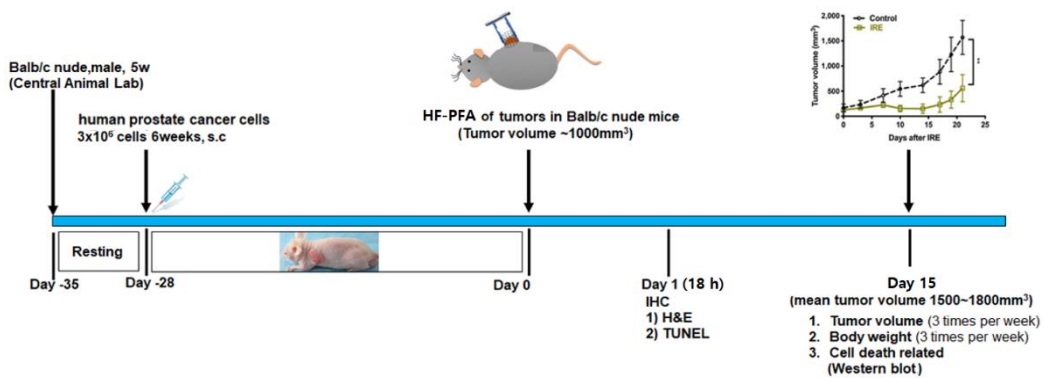 Balb/c nude,male, 5w
(Central Animal Lab)
human prostate cancer cells
3x10⁶ cells 6weeks, s.c
HF-PFA of tumors in Balb/c nude mice
(Tumor volume ~1000mm³)
Tumor volume (mm³)
2,000
1,500
1,000
500
0
Control
IRE
0 5 10 15 20 25
Days after IRE
Resting
Day -35
Day -28
Day 0
Day 1 (18 h)
IHC
1) H&E
2) TUNEL
Day 15
(mean tumor volume 1500~1800mm³)
1. Tumor volume (3 times per week)
2. Body weight (3 times per week)
3. Cell death related
(Western blot)